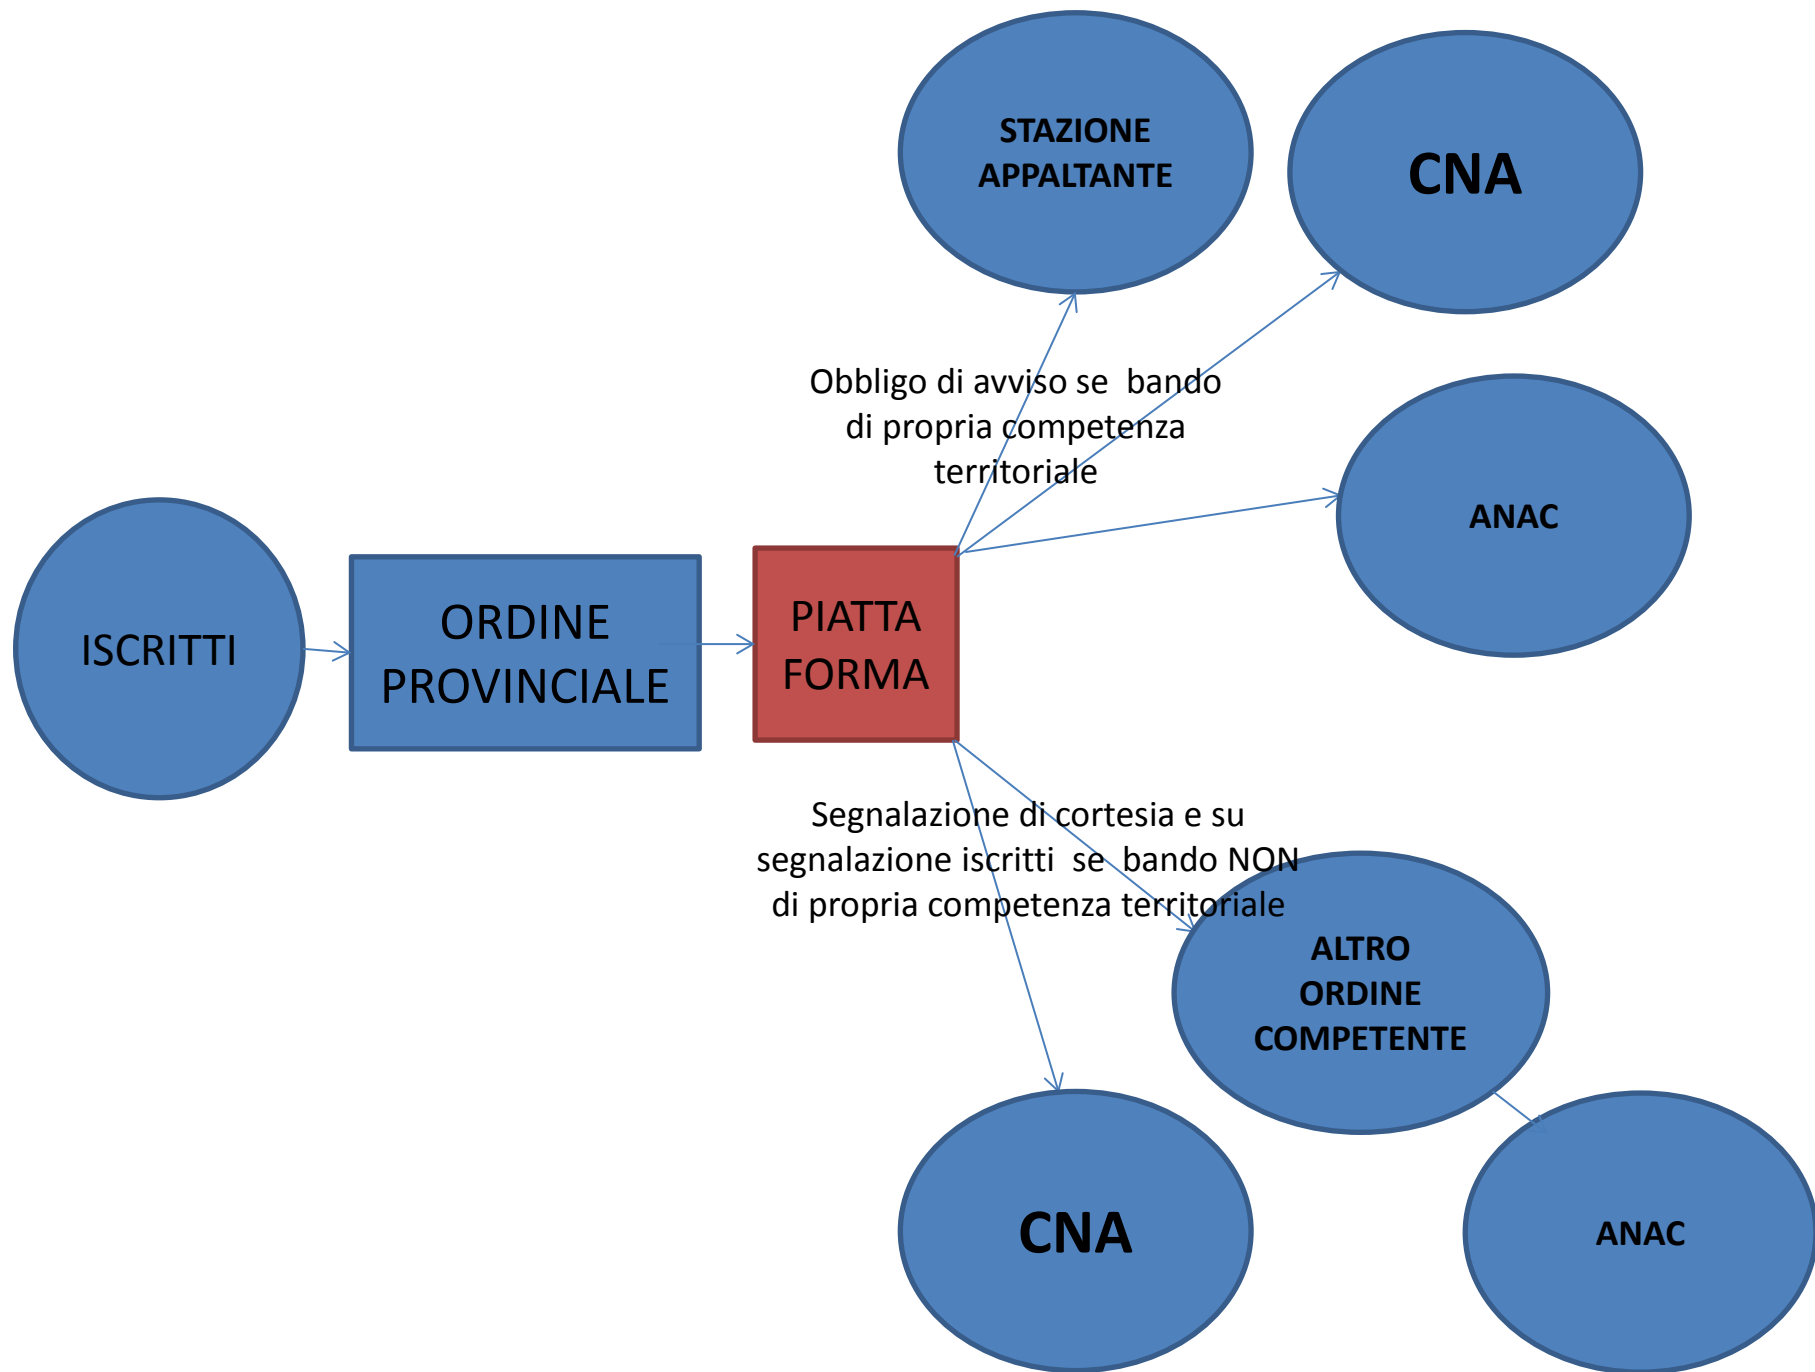 STAZIONE
APPALTANTE
CNA
Obbligo di avviso se bando
di propria competenza
territoriale
ANAC
ISCRITTI
ORDINE
PROVINCIALE
PIATTA
FORMA
Segnalazione di cortesia e su
segnalazione iscritti se bando NON
di propria competenza territoriale
ALTRO
ORDINE
COMPETENTE
CNA
ANAC